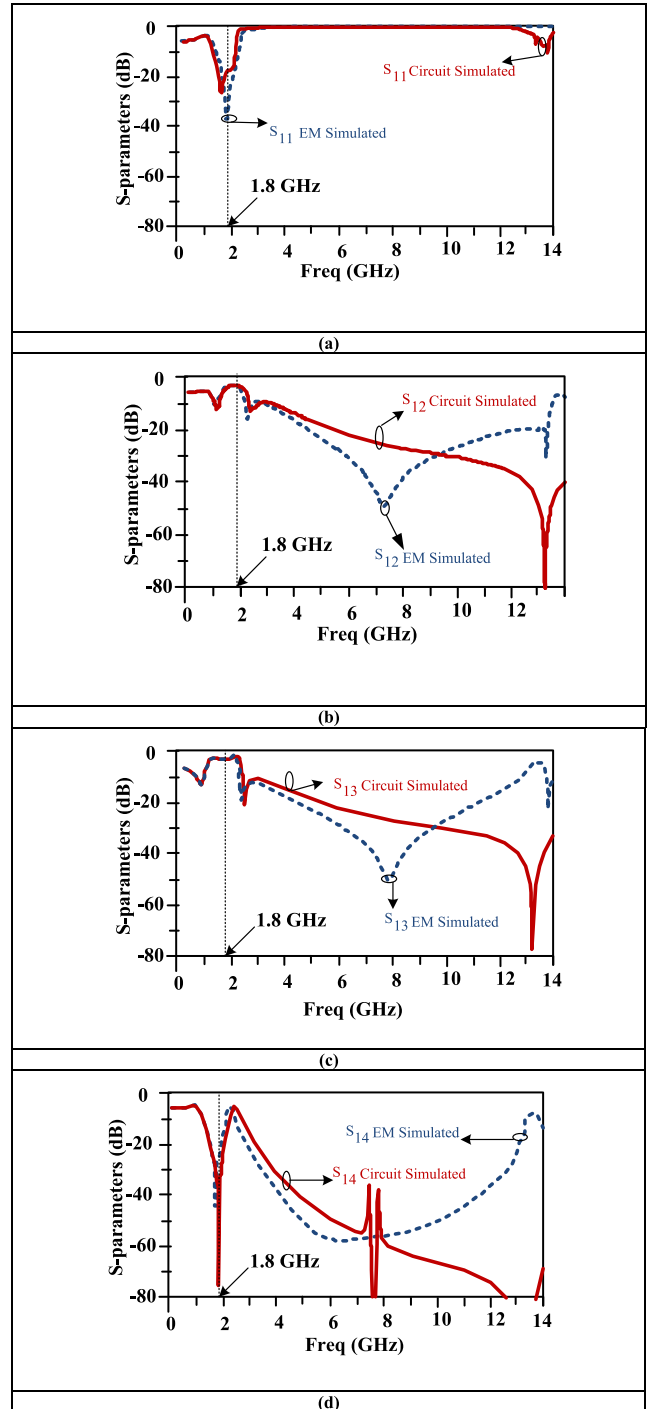 0
-20
-40
-60
-80
S-parameters (dB)
S11 Circuit Simulated
S11 EM Simulated
1.8 GHz
0 2 4 6 8 10 12 14
Freq (GHz)
(a)
0
-20
-40
-60
-80
S-parameters (dB)
S12 Circuit Simulated
S12 EM Simulated
1.8 GHz
0 2 4 6 8 10 12
Freq (GHz)
(b)
0
-20
-40
-60
-80
S-parameters (dB)
S13 Circuit Simulated
S13 EM Simulated
1.8 GHz
0 2 4 6 8 10 12 14
Freq (GHz)
(c)
0
-20
-40
-60
-80
S-parameters (dB)
S14 EM Simulated
S14 Circuit Simulated
1.8 GHz
0 2 4 6 8 10 12 14
Freq (GHz)
(d)